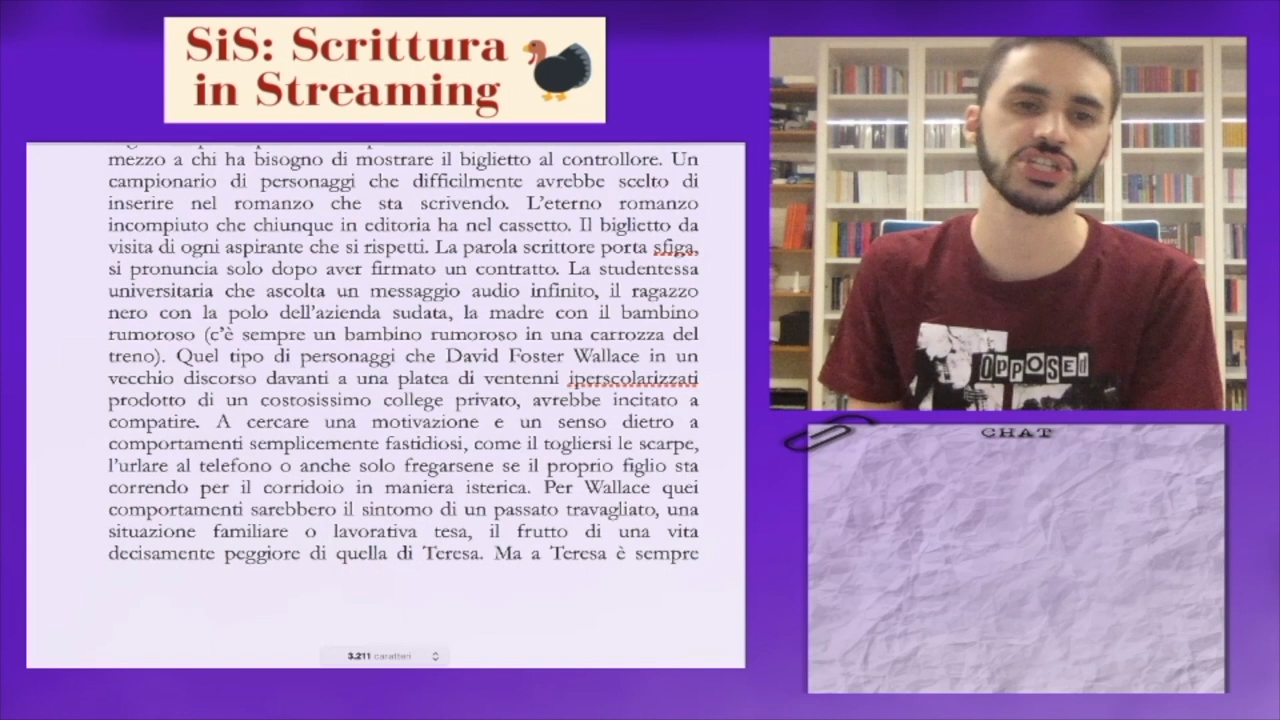 SiS: Scrittura
in Streaming
mezzo a chi ha bisogno di mostrare il biglietto al controllore. Un
campionario di personaggi che difficilmente avrebbe scelto di
inserire nel romanzo che sta scrivendo. L’eterno romanzo
incompiuto che chiunque in editoria ha nel cassetto. Il biglietto da
visita di ogni aspirante che si rispetti. La parola scrittore porta sfiga,
si pronuncia solo dopo aver firmato un contratto. La studentessa
universitaria che ascolta un messaggio audio infinito, il ragazzo
nero con la polo dell’azienda sudata, la madre con il bambino
rumoroso (c’è sempre un bambino rumoroso in una carrozza del
treno). Quel tipo di personaggi che David Foster Wallace in un
vecchio discorso davanti a una platea di ventenni iperscolarizzati
prodotto di un costosissimo college privato, avrebbe incitato a
compatire. A cercare una motivazione e un senso dietro a
comportamenti semplicemente fastidiosi, come il togliersi le scarpe,
l’urlare al telefono o anche solo fregarsene se il proprio figlio sta
correndo per il corridoio in maniera isterica. Per Wallace quei
comportamenti sarebbero il sintomo di un passato travagliato, una
situazione familiare o lavorativa tesa, il frutto di una vita
decisamente peggiore di quella di Teresa. Ma a Teresa è sempre
3.211 caratteri
OPPOSED
CHAT